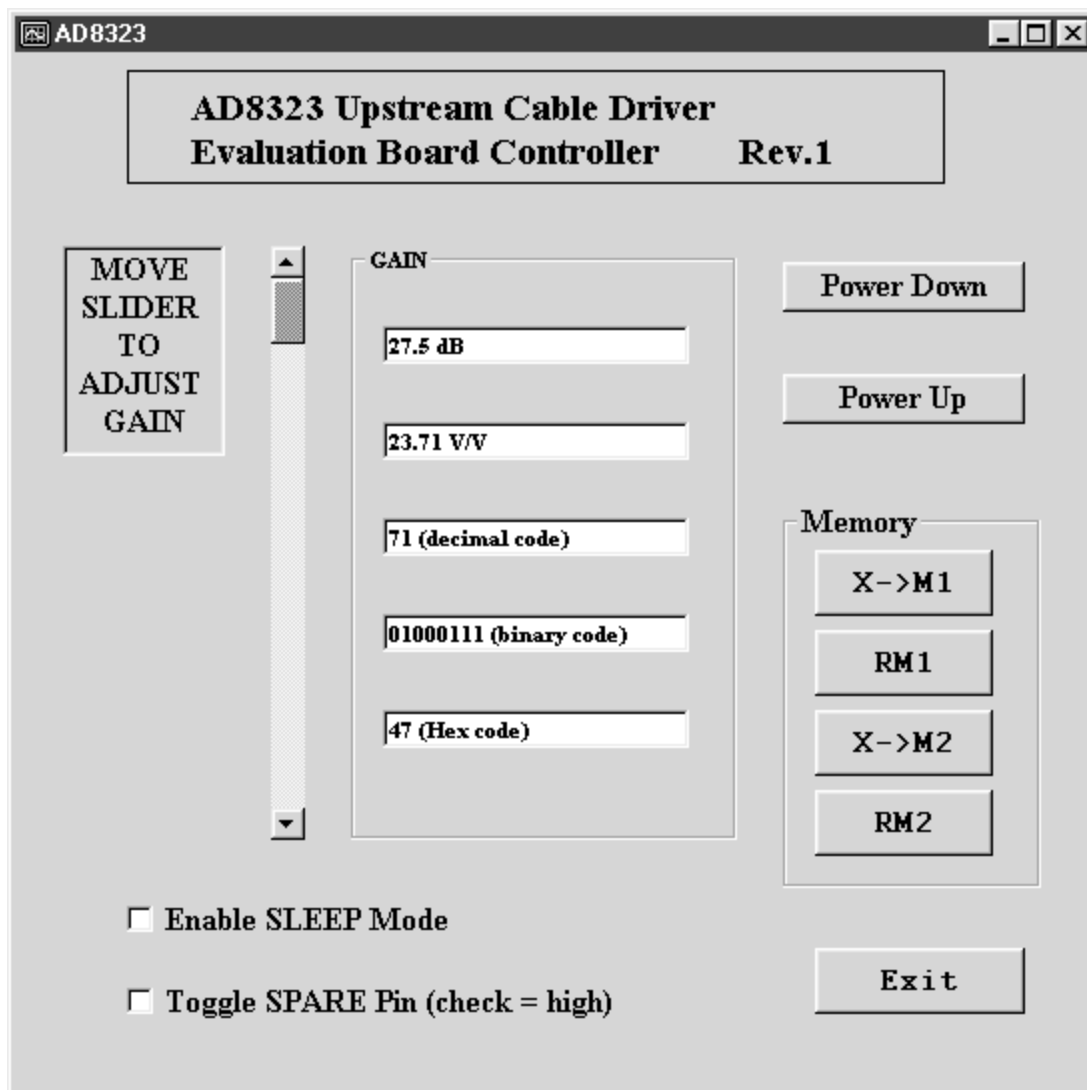 AD8323
AD8323 Upstream Cable Driver
Evaluation Board Controller Rev.1
MOVE
SLIDER
TO
ADJUST
GAIN
GAIN
27.5 dB
23.71 V/V
71 (decimal code)
01000111 (binary code)
47 (Hex code)
Power Down
Power Up
Memory
X->M1
RM1
X->M2
RM2
Enable SLEEP Mode
Toggle SPARE Pin (check = high)
Exit